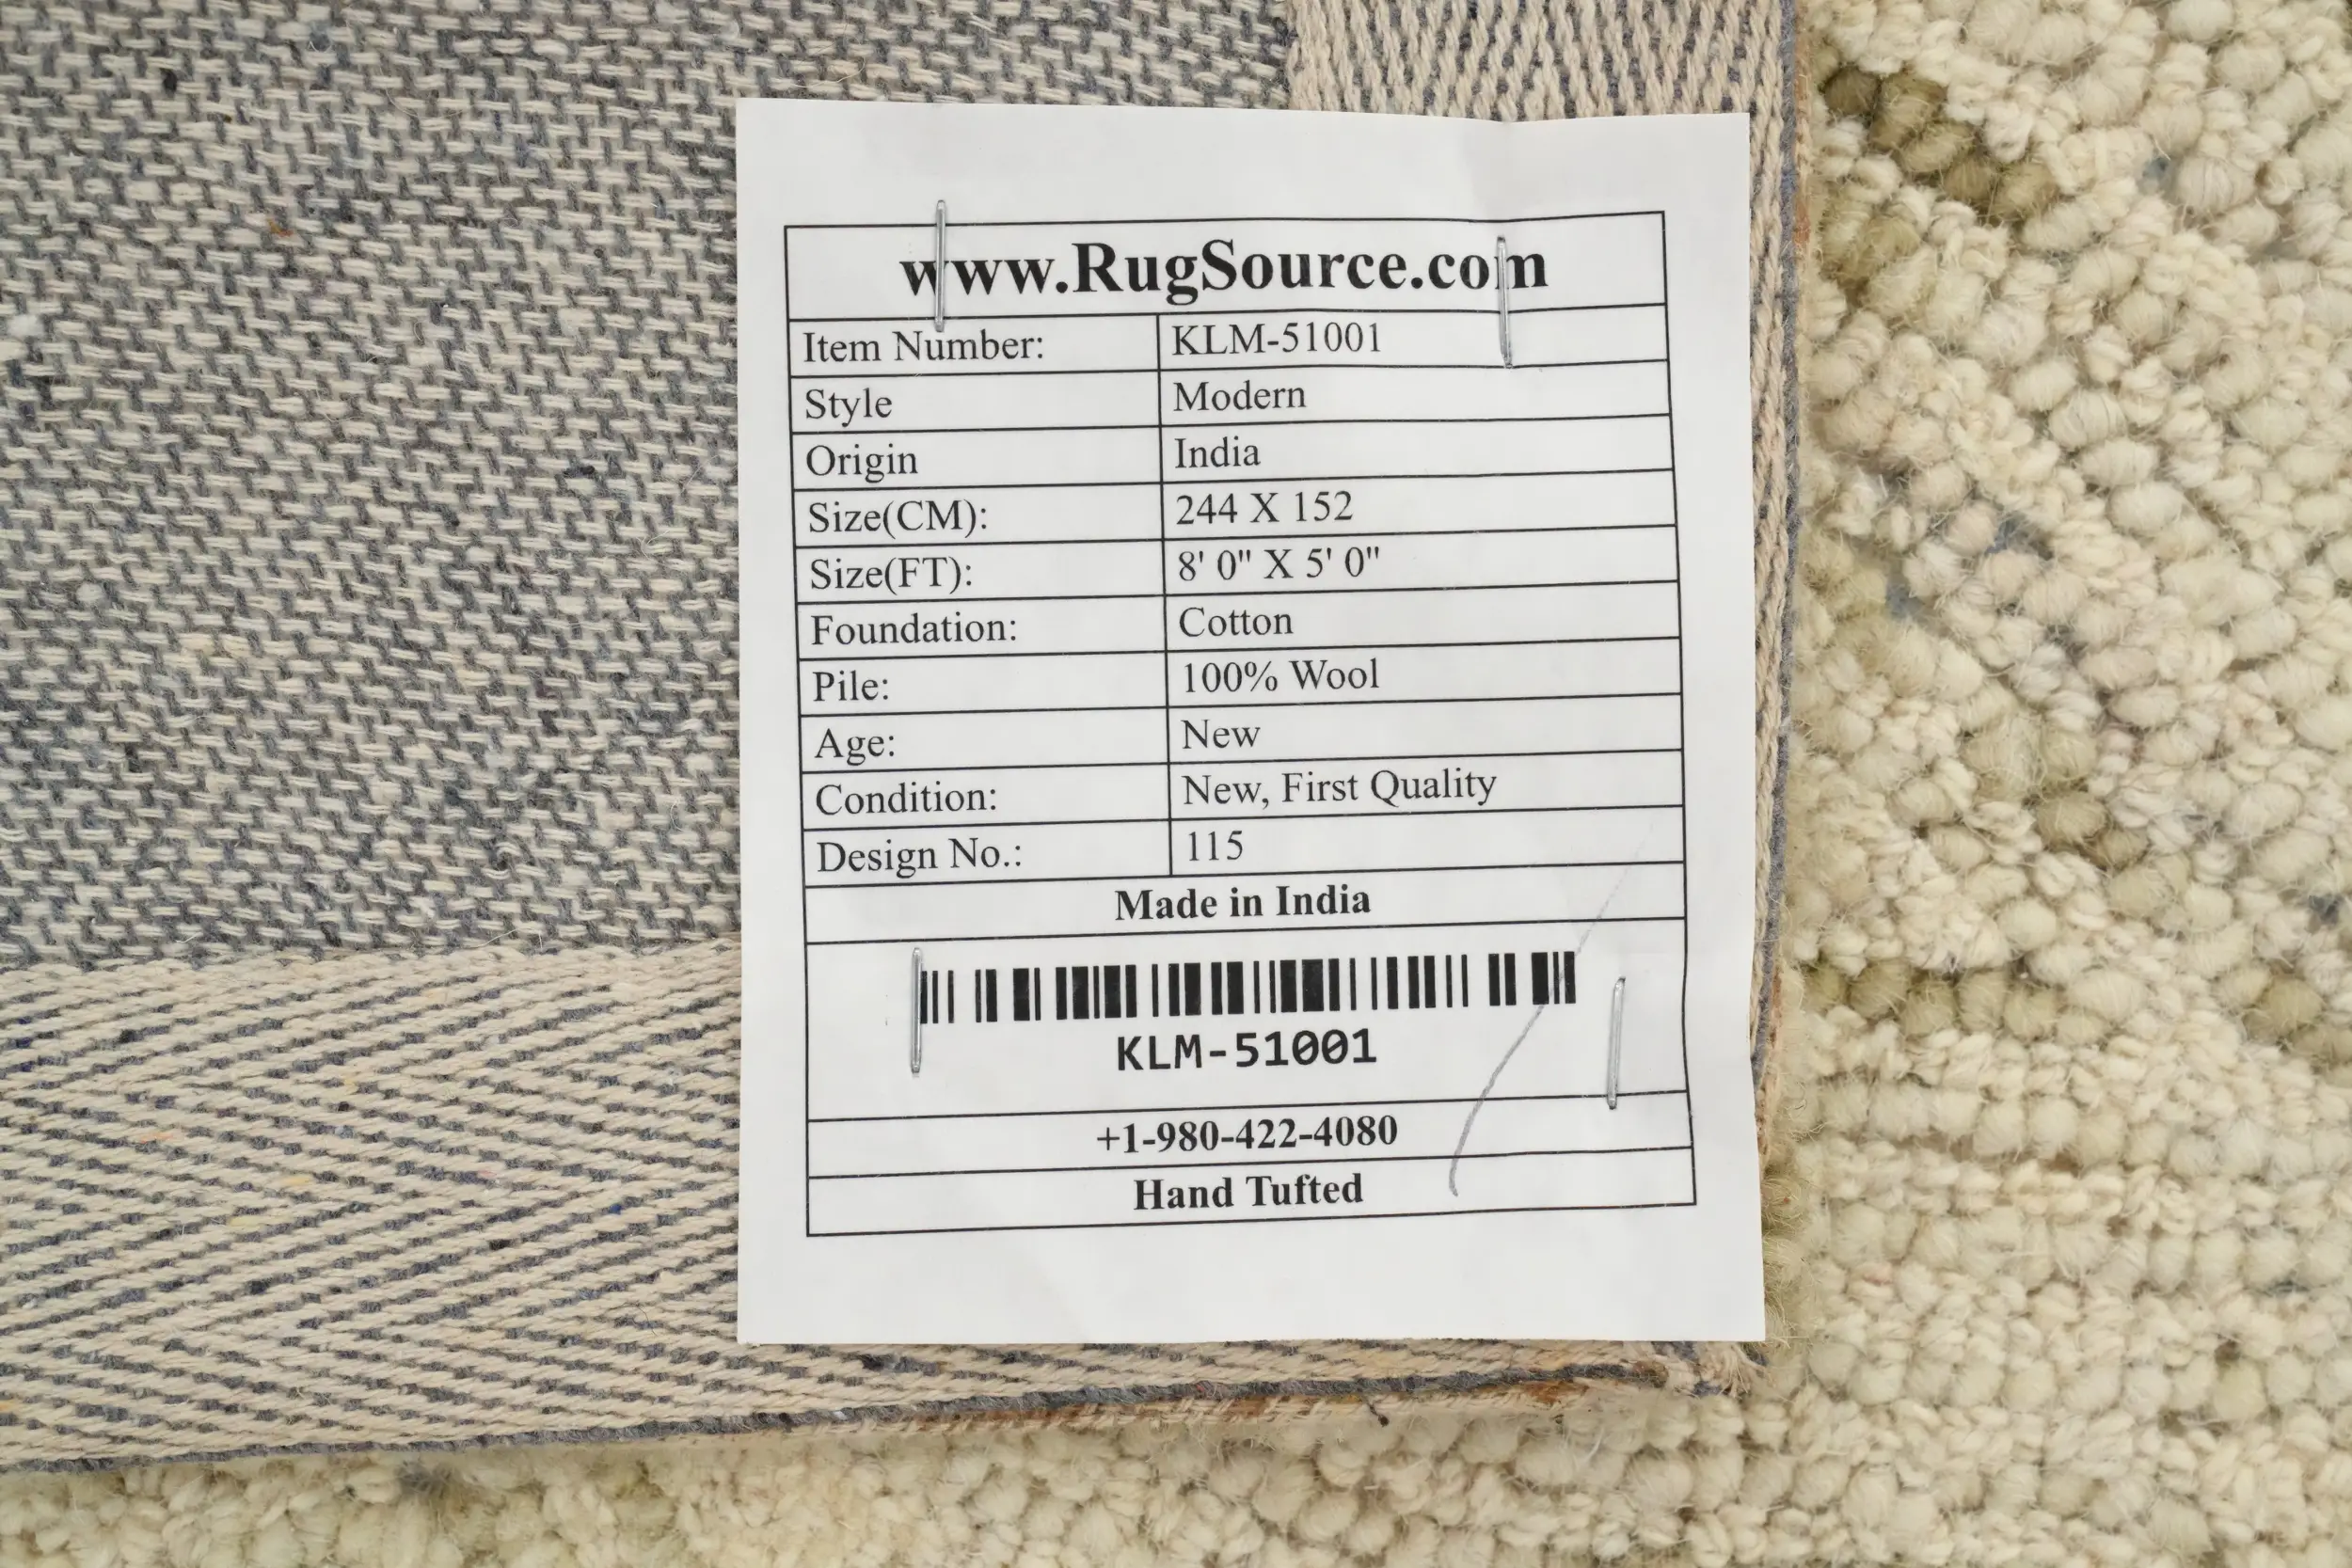 www.RugSource.com
Item Number: KLM-51001
Style Modern
Origin India
Size(CM): 244 X 152
Size(FT): 8' 0" X 5' 0"
Foundation: Cotton
Pile: 100% Wool
Age: New
Condition: New, First Quality
Design No.: 115
Made in India
KLM-51001
+1-980-422-4080
Hand Tufted